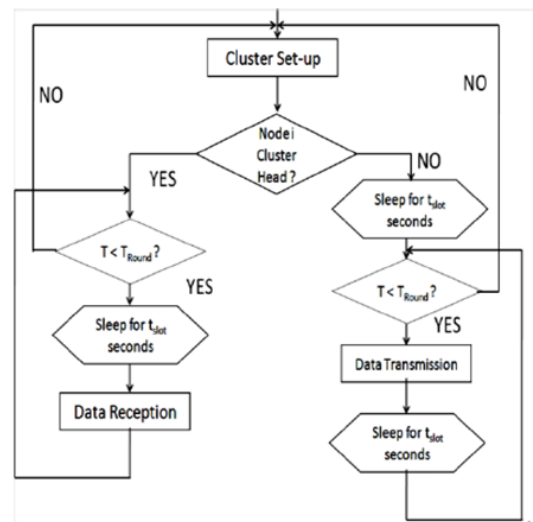 Cluster Set-up
NO
NO
Node i
Cluster
Head ?
YES
NO
Sleep for tslot
seconds
T < TRound ?
T < TRound ?
YES
YES
Sleep for tslot
seconds
Data Transmission
Data Reception
Sleep for tslot
seconds